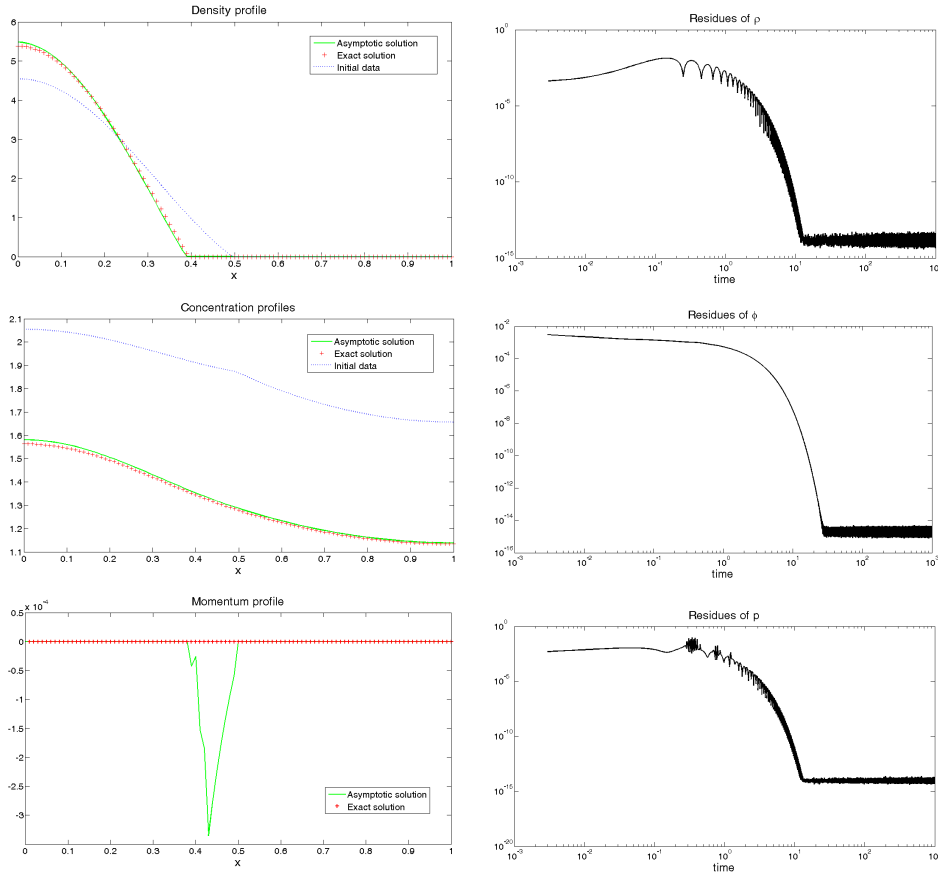 Density profile
6
5
4
3
2
1
0
Asymptotic solution
Exact solution
Initial data
0 0.1 0.2 0.3 0.4 0.5 0.6 0.7 0.8 0.9 1
x
Residues of ρ
10^0
10^-5
10^-10
10^-15
10^-3 10^-2 10^-1 10^0 10^1 10^2 10^3
time
Concentration profiles
2.1
2
1.9
1.8
1.7
1.6
1.5
1.4
1.3
1.2
1.1
Asymptotic solution
Exact solution
Initial data
0 0.1 0.2 0.3 0.4 0.5 0.6 0.7 0.8 0.9 1
x
Residues of ϕ
10^-2
10^-4
10^-6
10^-8
10^-10
10^-12
10^-14
10^-16
10^-3 10^-2 10^-1 10^0 10^1 10^2 10^3
time
Momentum profile
x 10^-4
0.5
0
-0.5
-1
-1.5
-2
-2.5
-3
Asymptotic solution
Exact solution
0 0.1 0.2 0.3 0.4 0.5 0.6 0.7 0.8 0.9 1
x
Residues of p
10^0
10^-5
10^-10
10^-15
10^-20
10^-3 10^-2 10^-1 10^0 10^1 10^2 10^3
time